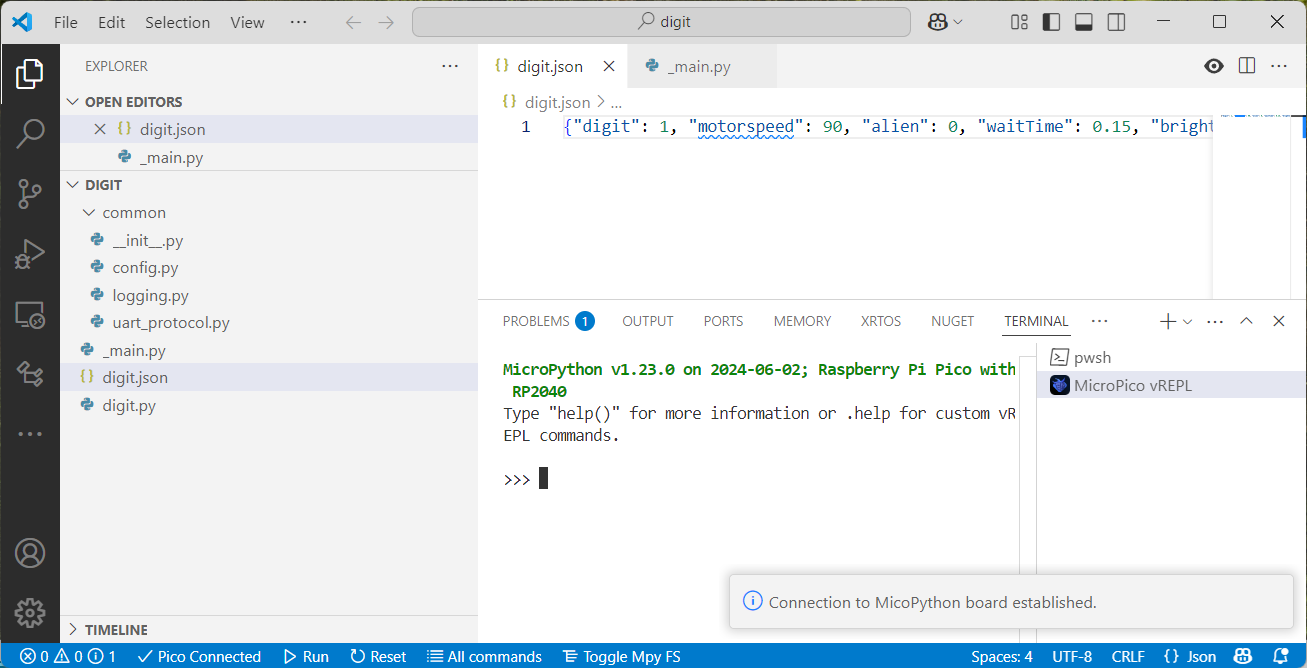 File Edit Selection View ··· digit
EXPLORER ···
OPEN EDITORS
digit.json
_main.py
DIGIT
common
__init__.py
config.py
logging.py
uart_protocol.py
_main.py
digit.json
digit.py
TIMELINE
digit.json _main.py
digit.json > ...
1 {"digit": 1, "motorspeed": 90, "alien": 0, "waitTime": 0.15, "bright
PROBLEMS 1 OUTPUT PORTS MEMORY XRTOS NUGET TERMINAL ···
MicroPython v1.23.0 on 2024-06-02; Raspberry Pi Pico with
RP2040
Type "help()" for more information or .help for custom vR
EPL commands.
>>>
pwsh
MicroPico vREPL
Connection to MicoPython board established.
0 0 1 Pico Connected Run Reset All commands Toggle Mpy FS Spaces: 4 UTF-8 CRLF {} Json